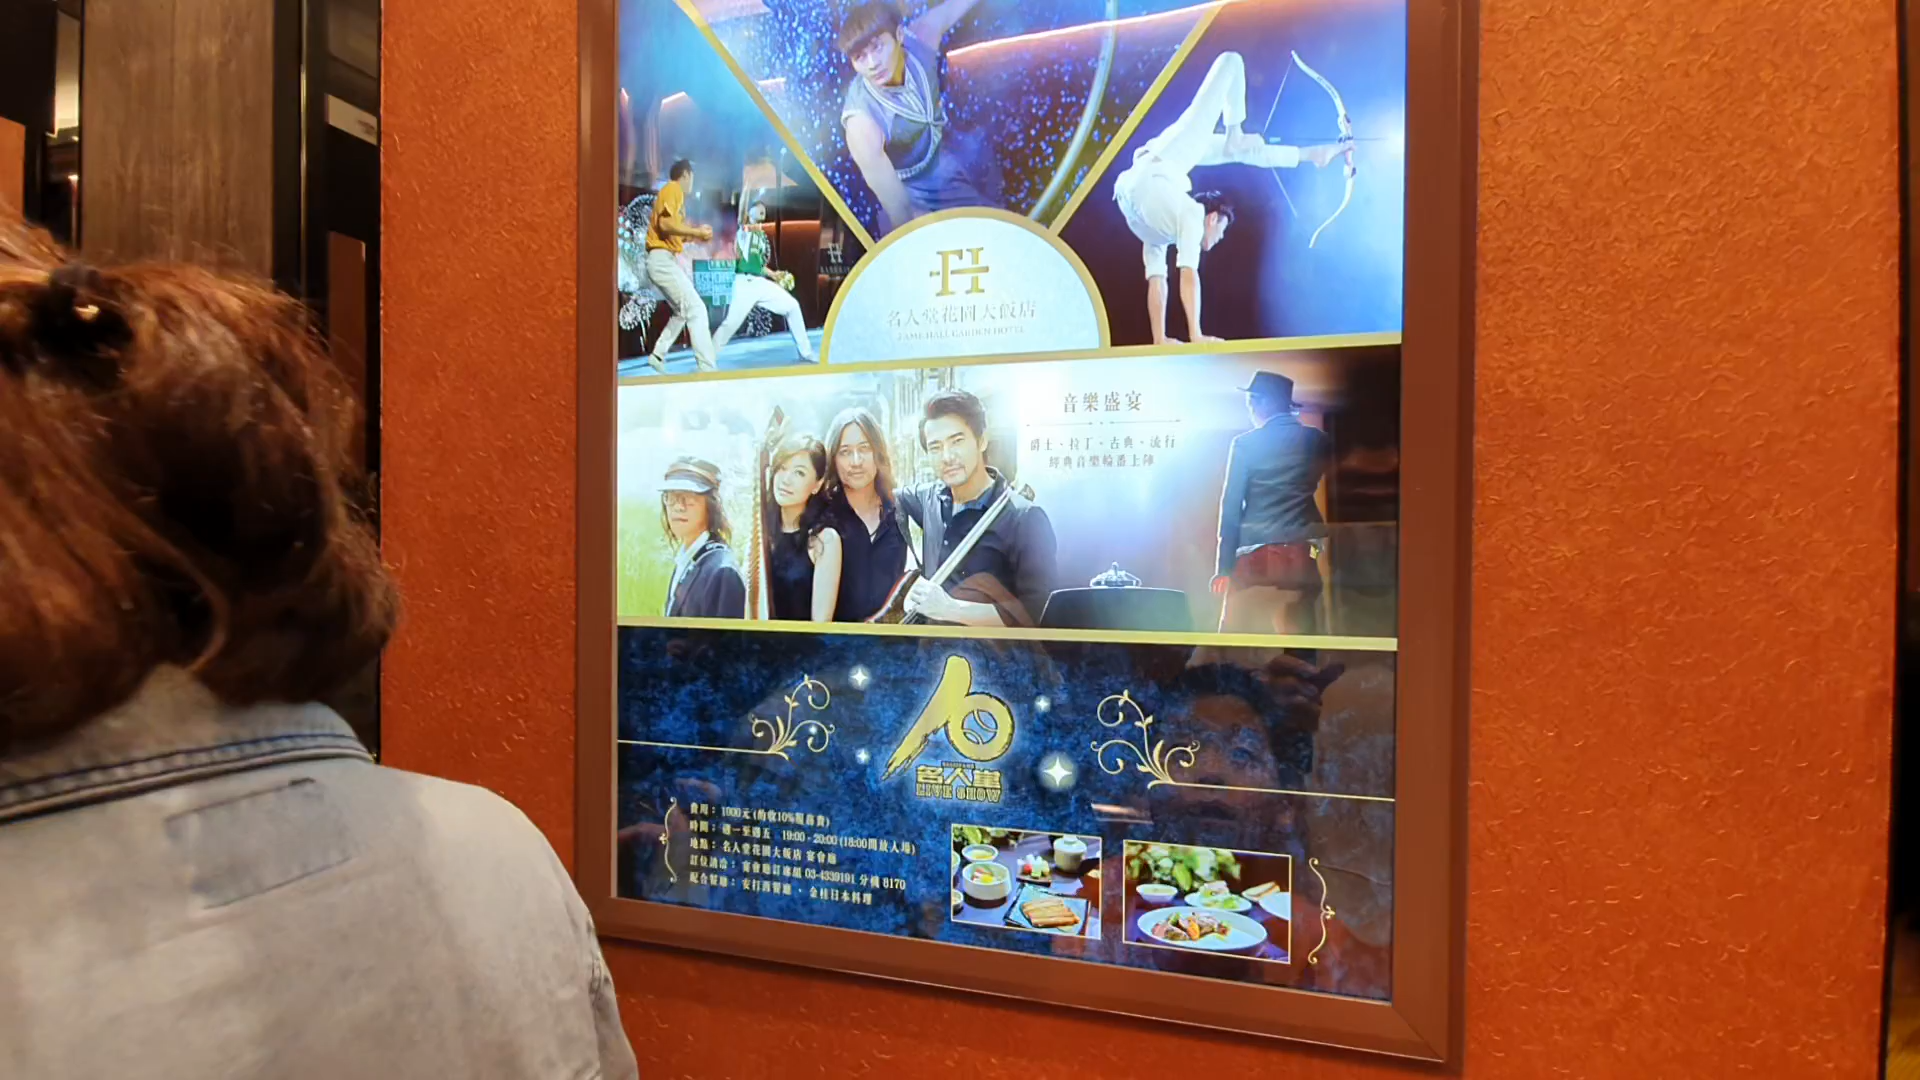 FH
名人堂花園大飯店
FAME HALL GARDEN HOTEL
音樂盛宴
爵士、拉丁、古典、流行
經典音樂輪番上陣
名人堂
LIVE SHOW
費用： 1000元 (酌收10%服務費)
時間： 週一至週五 19:00 - 20:00 (18:00開放入場)
地點： 名人堂花園大飯店 宴會廳
訂位請洽： 宴會廳訂席組 03-4339191 分機 8170
配合餐廳： 安打西餐廳 、 金桂日本料理